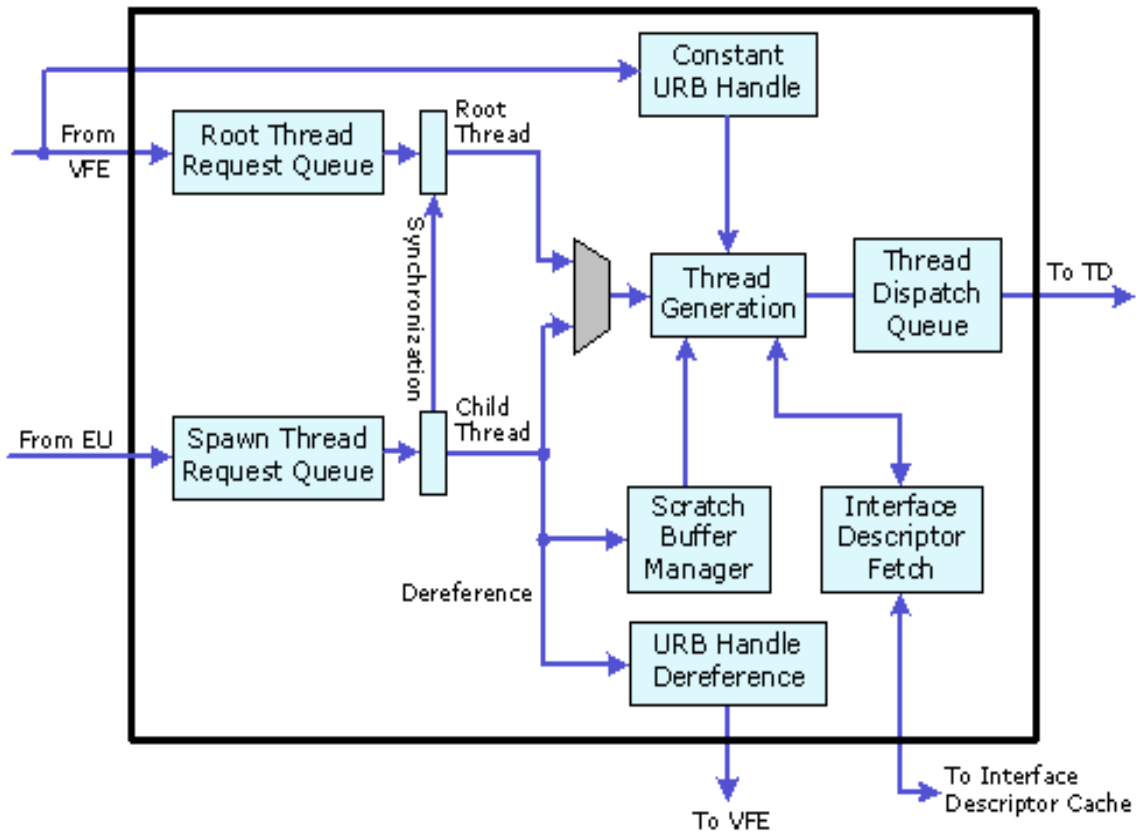 Constant
URB Handle
From
VFE
Root Thread
Request Queue
Root
Thread
Synchronization
Thread
Generation
Thread
Dispatch
Queue
To TD
From EU
Spawn Thread
Request Queue
Child
Thread
Scratch
Buffer
Manager
Interface
Descriptor
Fetch
Dereference
URB Handle
Dereference
To VFE
To Interface
Descriptor Cache